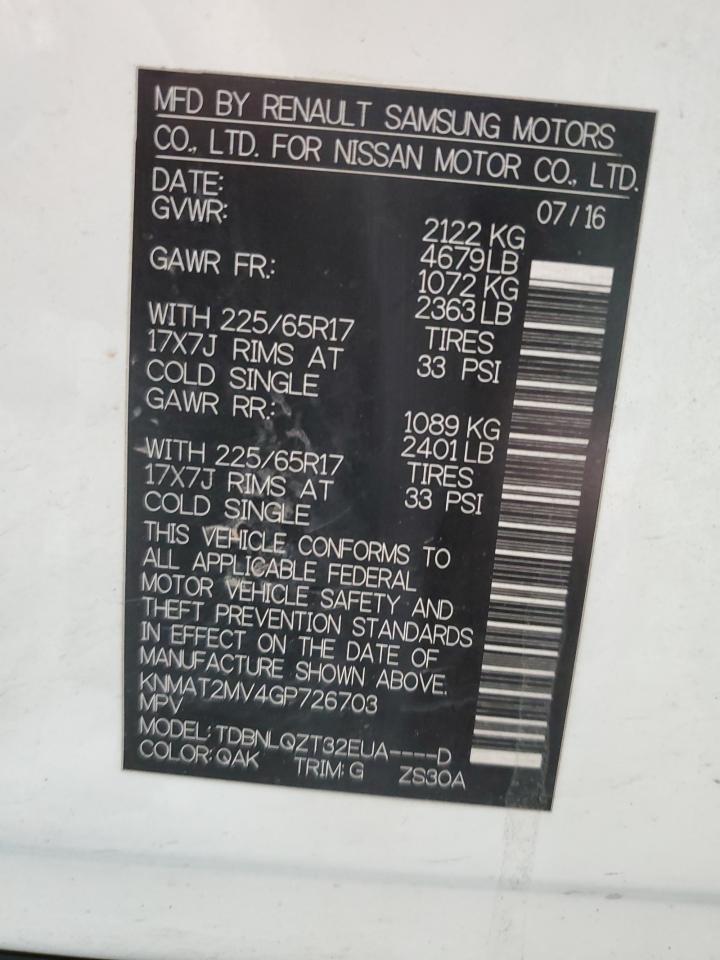 MFD BY RENAULT SAMSUNG MOTORS
CO., LTD. FOR NISSAN MOTOR CO., LTD.
DATE: 07/16
GVWR: 2122 KG
4679LB
GAWR FR.: 1072 KG
2363LB
WITH 225/65R17 TIRES
17X7J RIMS AT 33 PSI
COLD SINGLE
GAWR RR.: 1089 KG
2401LB
WITH 225/65R17 TIRES
17X7J RIMS AT 33 PSI
COLD SINGLE
THIS VEHICLE CONFORMS TO
ALL APPLICABLE FEDERAL
MOTOR VEHICLE SAFETY AND
THEFT PREVENTION STANDARDS
IN EFFECT ON THE DATE OF
MANUFACTURE SHOWN ABOVE.
KNMAT2MV4GP726703
MPV
MODEL: TDBNLQZT32EUA----D
COLOR: QAK TRIM: G ZS30A